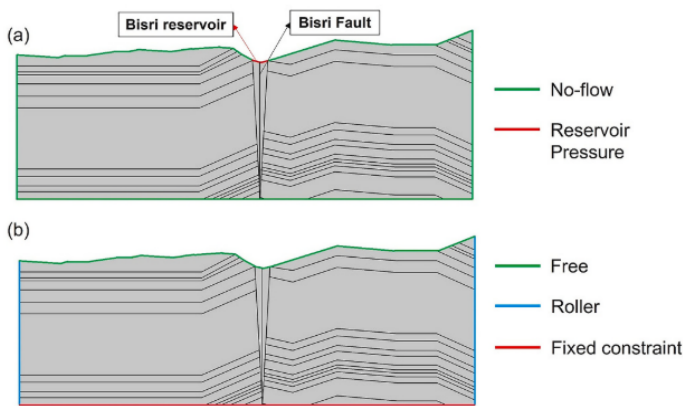 Bisri reservoir
Bisri Fault
(a)
No-flow
Reservoir
Pressure
(b)
Free
Roller
Fixed constraint